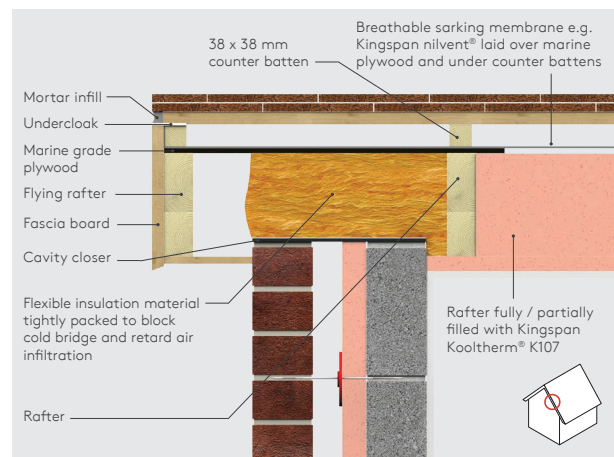 38 x 38 mm
counter batten
Breathable sarking membrane e.g.
Kingspan nilvent® laid over marine
plywood and under counter battens
Mortar infill
Undercloak
Marine grade
plywood
Flying rafter
Fascia board
Cavity closer
Flexible insulation material
tightly packed to block
cold bridge and retard air
infiltration
Rafter
Rafter fully / partially
filled with Kingspan
Kooltherm® K107